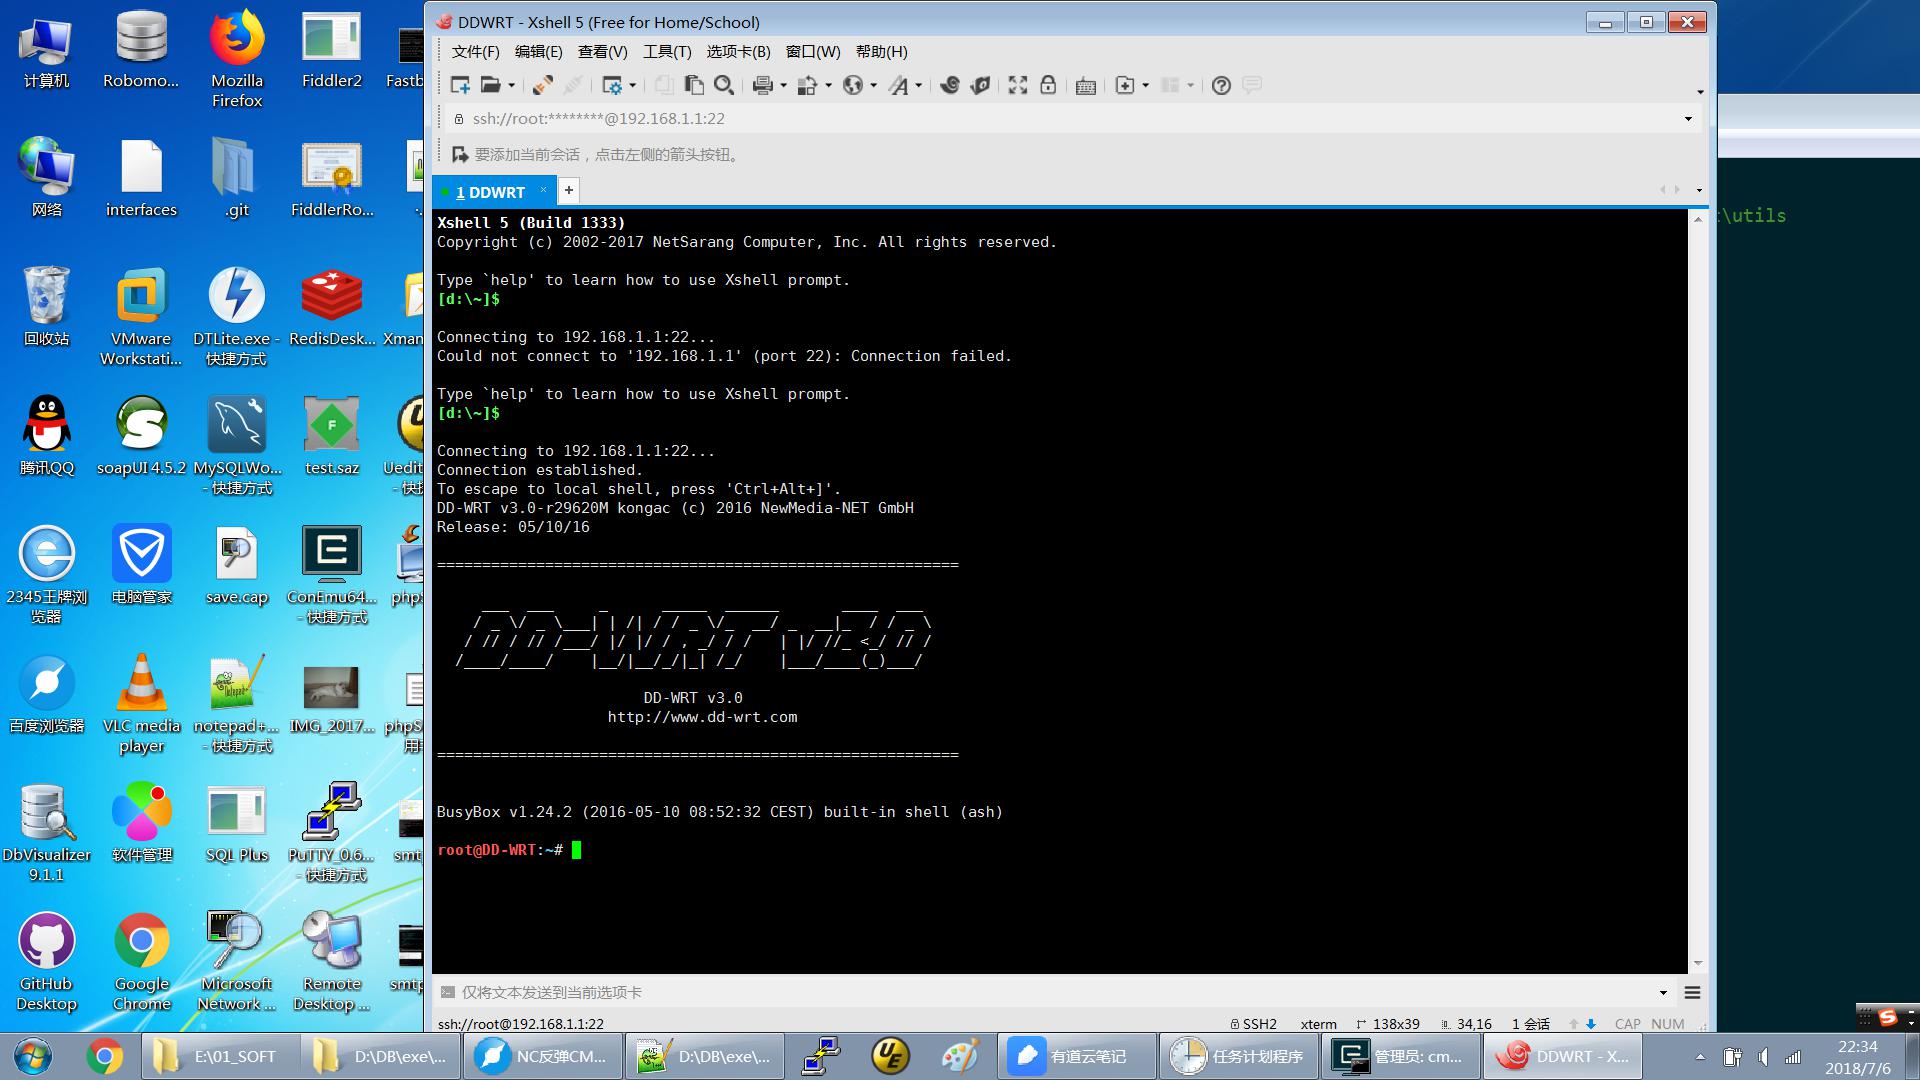 计算机
Robomo...
Mozilla
Firefox
Fiddler2
网络
interfaces
.git
FiddlerRo...
回收站
VMware
Workstati...
DTLite.exe -
快捷方式
RedisDesk...
腾讯QQ
soapUI 4.5.2
MySQLWo...
- 快捷方式
test.saz
2345王牌浏
览器
电脑管家
save.cap
ConEmu64...
- 快捷方式
百度浏览器
VLC media
player
notepad+...
- 快捷方式
IMG_2017...
DbVisualizer
9.1.1
软件管理
SQL Plus
PuTTY_0.6...
- 快捷方式
GitHub
Desktop
Google
Chrome
Microsoft
Network ...
Remote
Desktop ...
DDWRT - Xshell 5 (Free for Home/School)
文件(F) 编辑(E) 查看(V) 工具(T) 选项卡(B) 窗口(W) 帮助(H)
ssh://root:********@192.168.1.1:22
要添加当前会话，点击左侧的箭头按钮。
1 DDWRT
Xshell 5 (Build 1333)
Copyright (c) 2002-2017 NetSarang Computer, Inc. All rights reserved.
Type `help' to learn how to use Xshell prompt.
[d:\~]$
Connecting to 192.168.1.1:22...
Could not connect to '192.168.1.1' (port 22): Connection failed.
Type `help' to learn how to use Xshell prompt.
[d:\~]$
Connecting to 192.168.1.1:22...
Connection established.
To escape to local shell, press 'Ctrl+Alt+]'.
DD-WRT v3.0-r29620M kongac (c) 2016 NewMedia-NET GmbH
Release: 05/10/16
DD-WRT v3.0
DD-WRT v3.0
http://www.dd-wrt.com
BusyBox v1.24.2 (2016-05-10 08:52:32 CEST) built-in shell (ash)
root@DD-WRT:~#
仅将文本发送到当前选项卡
ssh://root@192.168.1.1:22 SSH2 xterm 138x39 34,16 1 会话 CAP NUM
\utils
E:\01_SOFT
D:\DB\exe\...
NC反弹CM...
D:\DB\exe\...
有道云笔记
任务计划程序
管理员: cm...
DDWRT - X...
22:34
2018/7/6